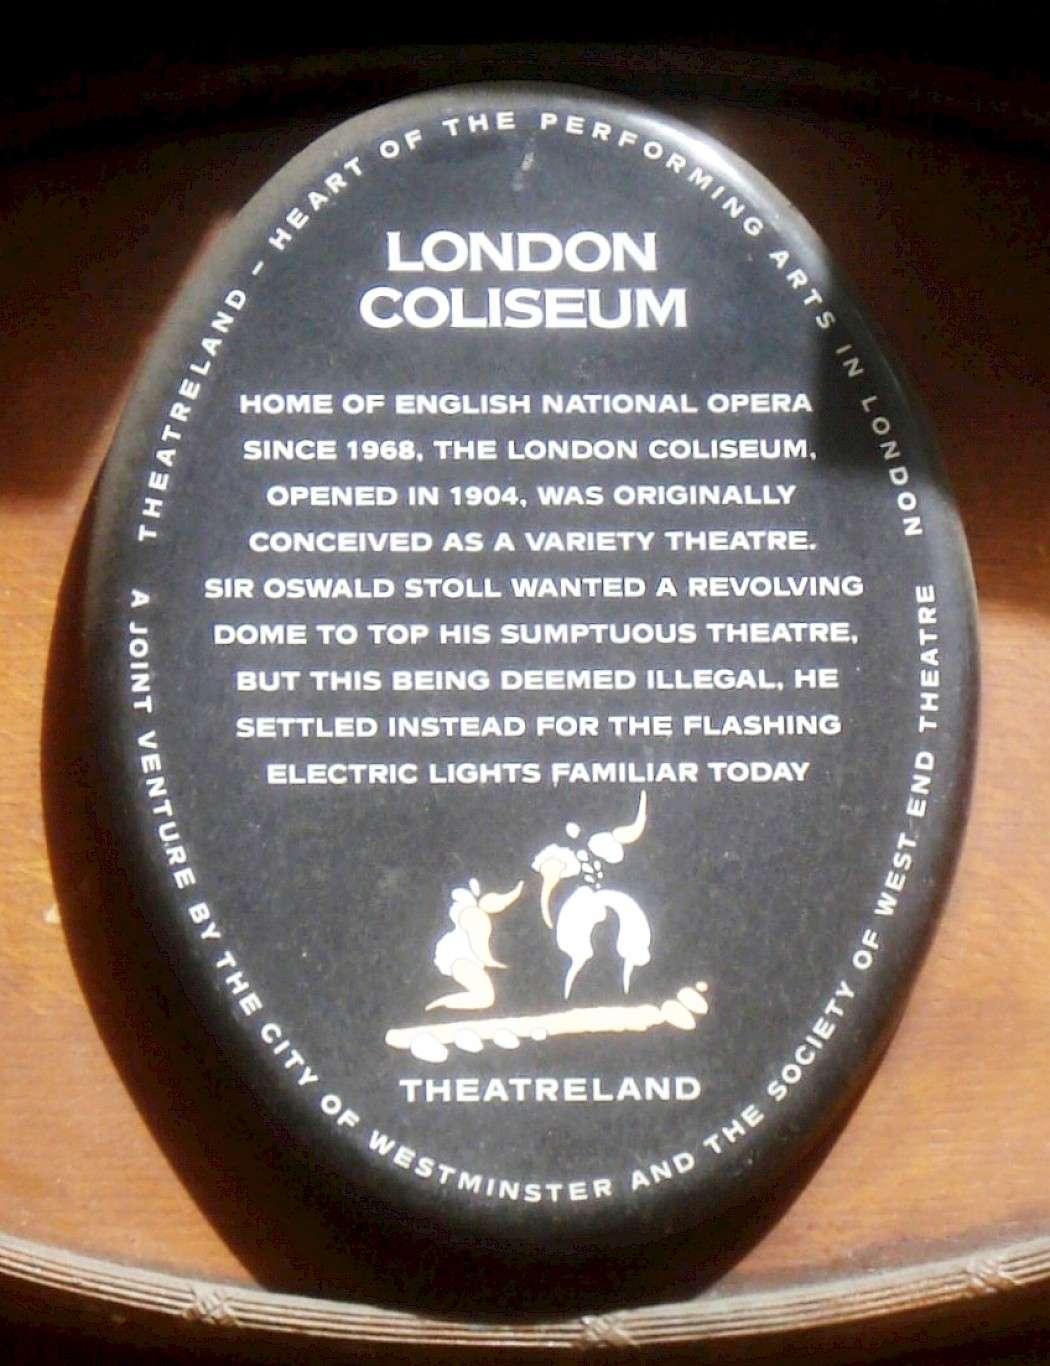 THEATRELAND – HEART OF THE PERFORMING ARTS IN LONDON
LONDON
COLISEUM
HOME OF ENGLISH NATIONAL OPERA
SINCE 1968, THE LONDON COLISEUM,
OPENED IN 1904, WAS ORIGINALLY
CONCEIVED AS A VARIETY THEATRE.
SIR OSWALD STOLL WANTED A REVOLVING
DOME TO TOP HIS SUMPTUOUS THEATRE,
BUT THIS BEING DEEMED ILLEGAL, HE
SETTLED INSTEAD FOR THE FLASHING
ELECTRIC LIGHTS FAMILIAR TODAY
THEATRELAND
A JOINT VENTURE BY THE CITY OF WESTMINSTER AND THE SOCIETY OF WEST END THEATRE